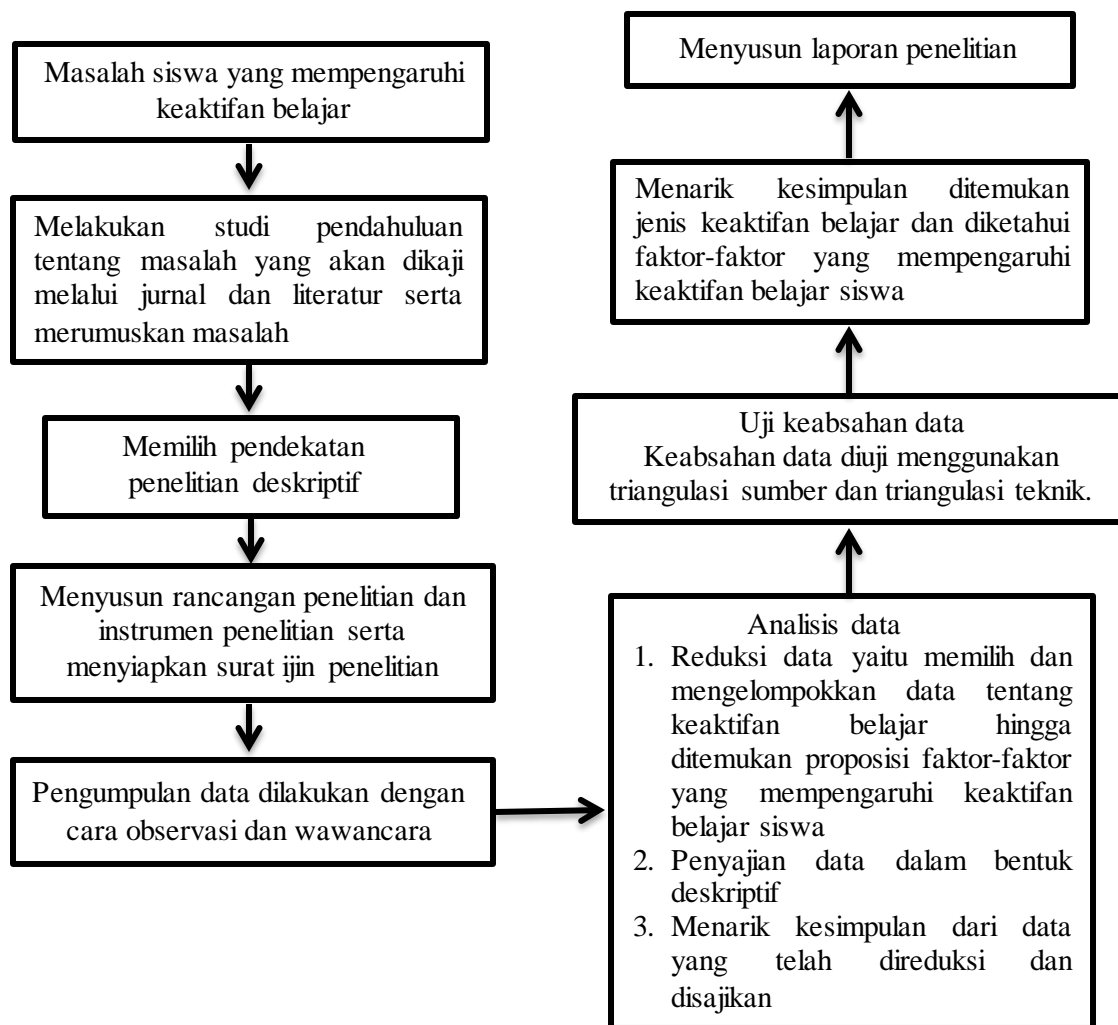 Masalah siswa yang mempengaruhi
keaktifan belajar
Melakukan studi pendahuluan
tentang masalah yang akan dikaji
melalui jurnal dan literatur serta
merumuskan masalah
Memilih pendekatan
penelitian deskriptif
Menyusun rancangan penelitian dan
instrumen penelitian serta
menyiapkan surat ijin penelitian
Pengumpulan data dilakukan dengan
cara observasi dan wawancara
Analisis data
1. Reduksi data yaitu memilih dan
mengelompokkan data tentang
keaktifan belajar hingga
ditemukan proposisi faktor-faktor
yang mempengaruhi keaktifan
belajar siswa
2. Penyajian data dalam bentuk
deskriptif
3. Menarik kesimpulan dari data
yang telah direduksi dan
disajikan
Uji keabsahan data
Keabsahan data diuji menggunakan
triangulasi sumber dan triangulasi teknik.
Menarik kesimpulan ditemukan
jenis keaktifan belajar dan diketahui
faktor-faktor yang mempengaruhi
keaktifan belajar siswa
Menyusun laporan penelitian